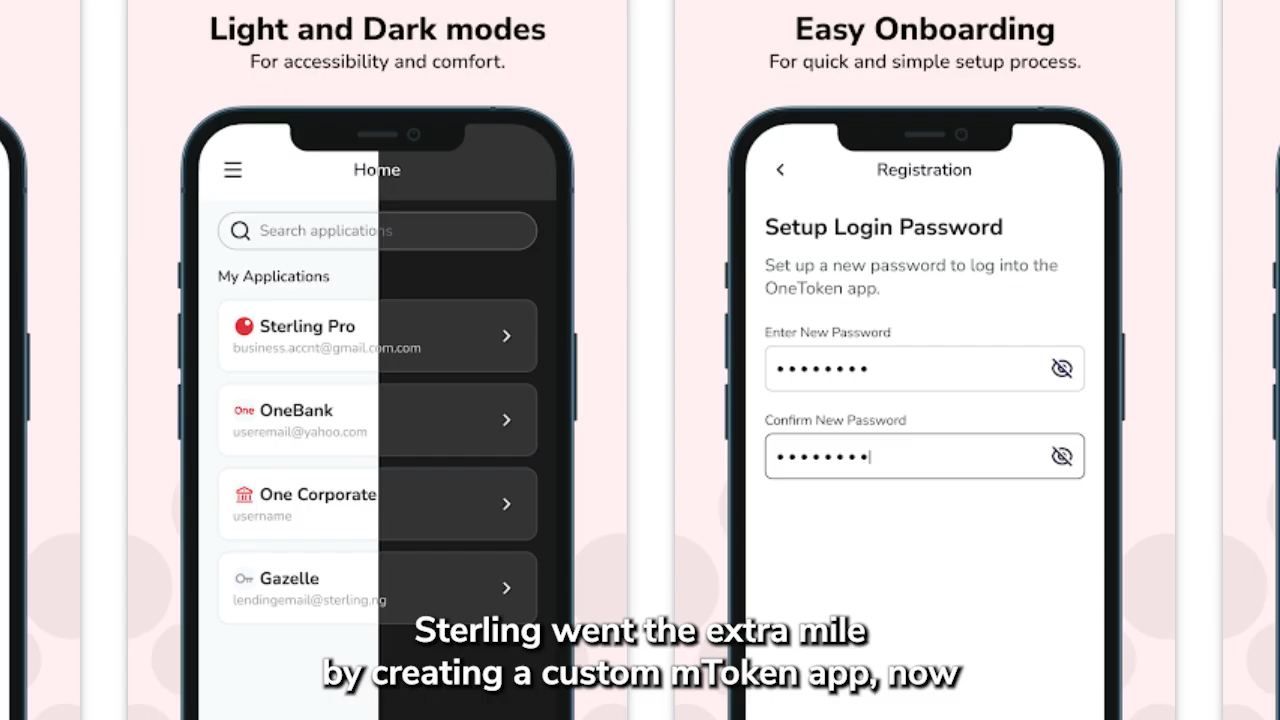 Light and Dark modes
For accessibility and comfort.
Home
Search applications
My Applications
Sterling Pro
business.accnt@gmail.com.com
One OneBank
useremail@yahoo.com
One Corporate
username
Gazelle
lendingemail@sterling.ng
Easy Onboarding
For quick and simple setup process.
Registration
Setup Login Password
Set up a new password to log into the
OneToken app.
Enter New Password
••••••••
Confirm New Password
••••••••
Sterling went the extra mile
by creating a custom mToken app, now